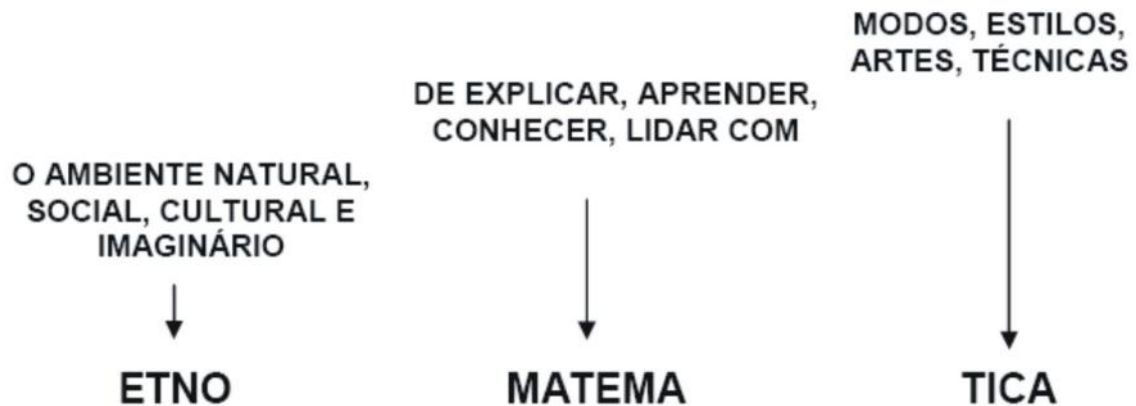 MODOS, ESTILOS,
ARTES, TÉCNICAS
DE EXPLICAR, APRENDER,
CONHECER, LIDAR COM
O AMBIENTE NATURAL,
SOCIAL, CULTURAL E
IMAGINÁRIO
ETNO
MATEMA
TICA